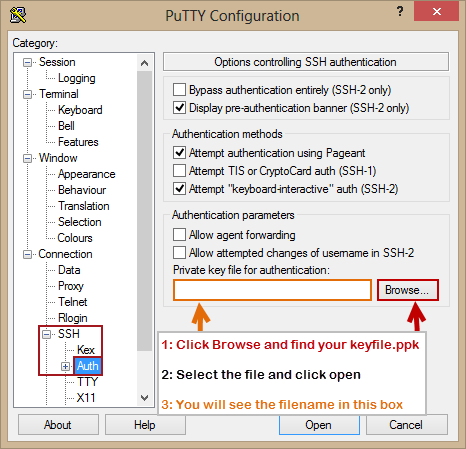 PuTTY Configuration
?
Category:
Session
Logging
Terminal
Keyboard
Bell
Features
Window
Appearance
Behaviour
Translation
Selection
Colours
Connection
Data
Proxy
Telnet
Rlogin
SSH
Kex
Auth
TTY
X11
Options controlling SSH authentication
Bypass authentication entirely (SSH-2 only)
Display pre-authentication banner (SSH-2 only)
Authentication methods
Attempt authentication using Pageant
Attempt TIS or CryptoCard auth (SSH-1)
Attempt "keyboard-interactive" auth (SSH-2)
Authentication parameters
Allow agent forwarding
Allow attempted changes of username in SSH-2
Private key file for authentication:
Browse...
1: Click Browse and find your keyfile.ppk
2: Select the file and click open
3: You will see the filename in this box
About
Help
Open
Cancel